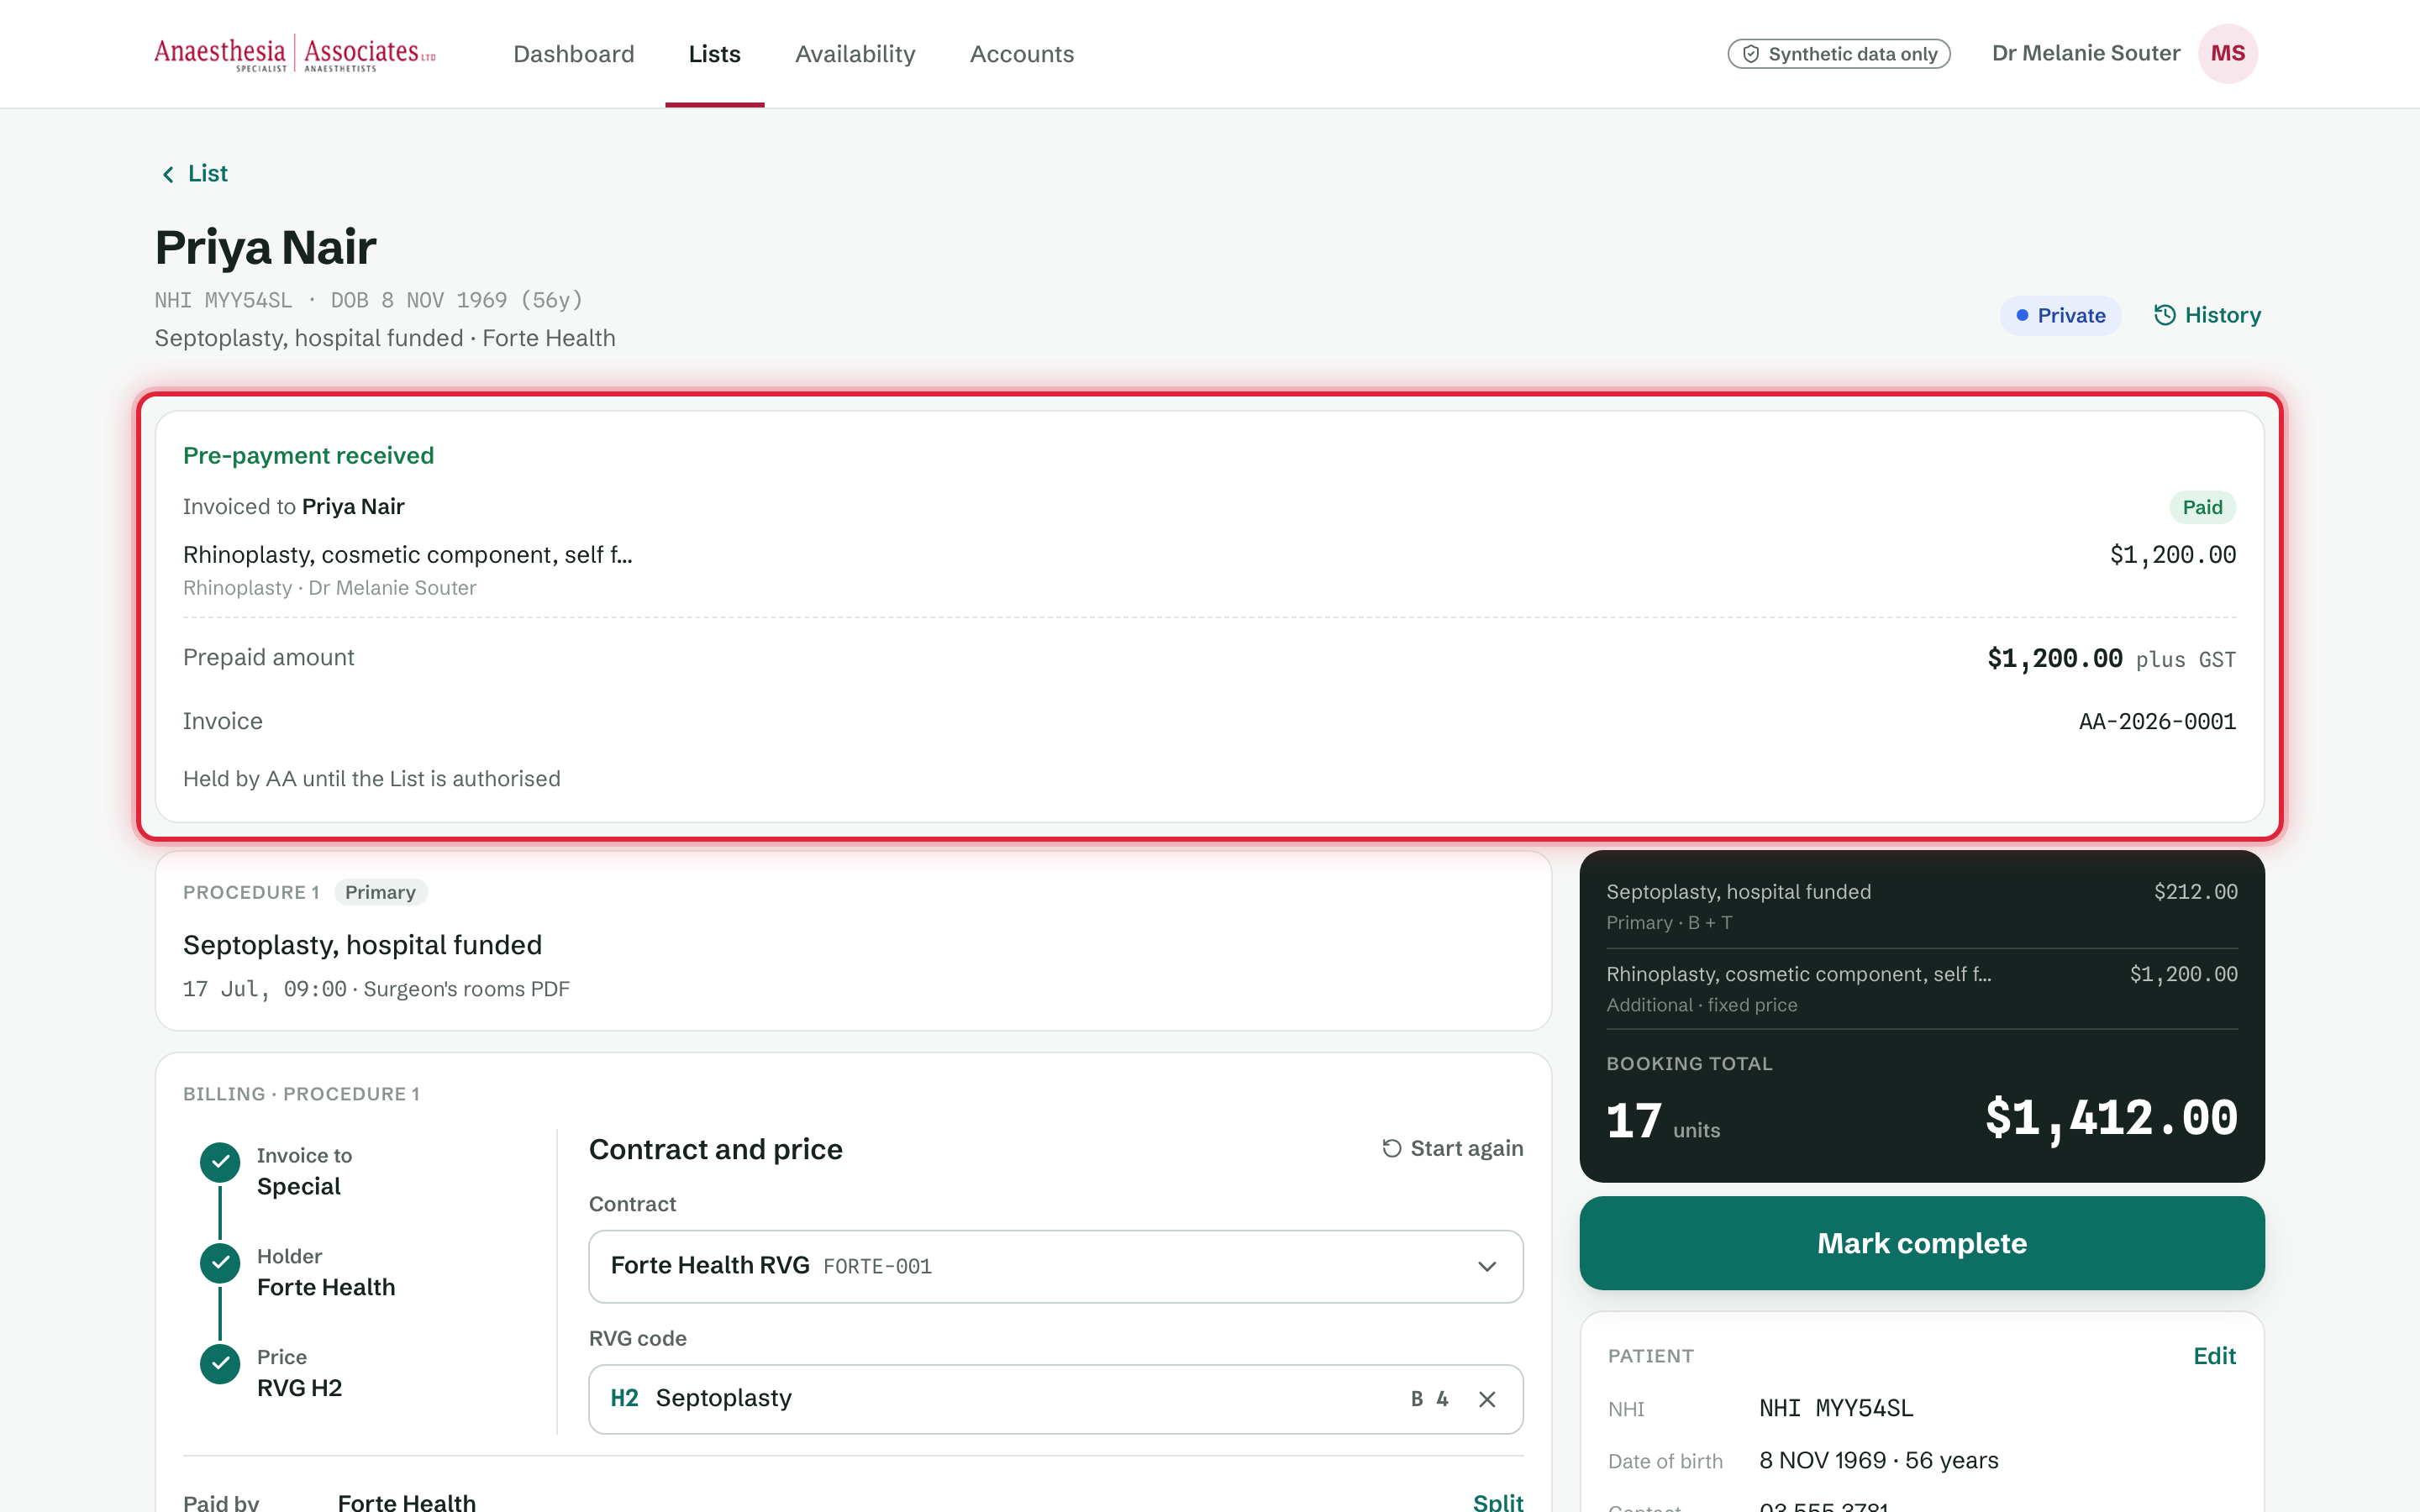 Anaesthesia Associates LTD
SPECIALIST ANAESTHETISTS
Dashboard
Lists
Availability
Accounts
Synthetic data only
Dr Melanie Souter
MS
List
Priya Nair
NHI MYY54SL · DOB 8 NOV 1969 (56y)
Septoplasty, hospital funded · Forte Health
Private
History
Pre-payment received
Invoiced to Priya Nair
Paid
Rhinoplasty, cosmetic component, self f...
$1,200.00
Rhinoplasty · Dr Melanie Souter
Prepaid amount
$1,200.00 plus GST
Invoice
AA-2026-0001
Held by AA until the List is authorised
PROCEDURE 1
Primary
Septoplasty, hospital funded
17 Jul, 09:00 · Surgeon's rooms PDF
BILLING · PROCEDURE 1
Invoice to
Special
Holder
Forte Health
Price
RVG H2
Contract and price
Start again
Contract
Forte Health RVG FORTE-001
RVG code
H2 Septoplasty
B 4
Paid by
Forte Health
Split
Septoplasty, hospital funded
$212.00
Primary · B + T
Rhinoplasty, cosmetic component, self f...
$1,200.00
Additional · fixed price
BOOKING TOTAL
17 units
$1,412.00
Mark complete
PATIENT
Edit
NHI
NHI MYY54SL
Date of birth
8 NOV 1969 · 56 years
Contact
03 555 3781